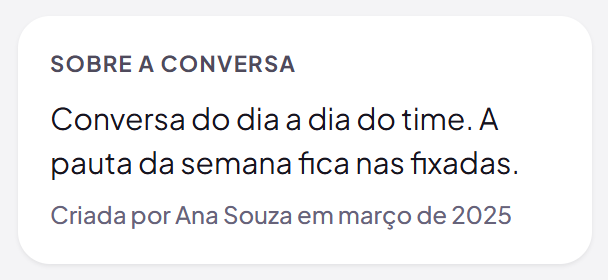 SOBRE A CONVERSA
Conversa do dia a dia do time. A
pauta da semana fica nas fixadas.
Criada por Ana Souza em março de 2025